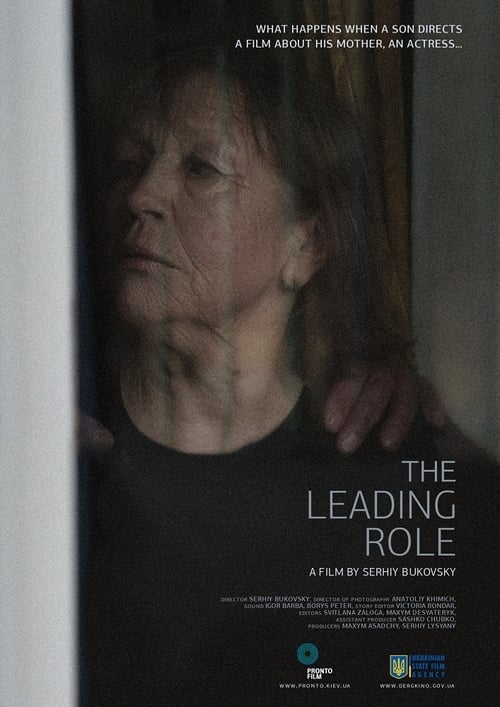 WHAT HAPPENS WHEN A SON DIRECTS
A FILM ABOUT HIS MOTHER, AN ACTRESS...
THE
LEADING
ROLE
A FILM BY SERHIY BUKOVSKY
DIRECTOR SERHIY BUKOVSKY, DIRECTOR OF PHOTOGRAPHY ANATOLIY KHIMICH,
SOUND IGOR BARBA, BORYS PETER, STORY EDITOR VICTORIA BONDAR,
EDITORS SVITLANA ZALOGA, MAXYM DESYATERYK,
ASSISTANT PRODUCER SASHKO CHUBKO,
PRODUCERS MAXYM ASADCHY, SERHIY LYSYANY
PRONTO
FILM
WWW.PRONTO.KIEV.UA
UKRAINIAN
STATE FILM
AGENCY
WWW.DERGKINO.GOV.UA